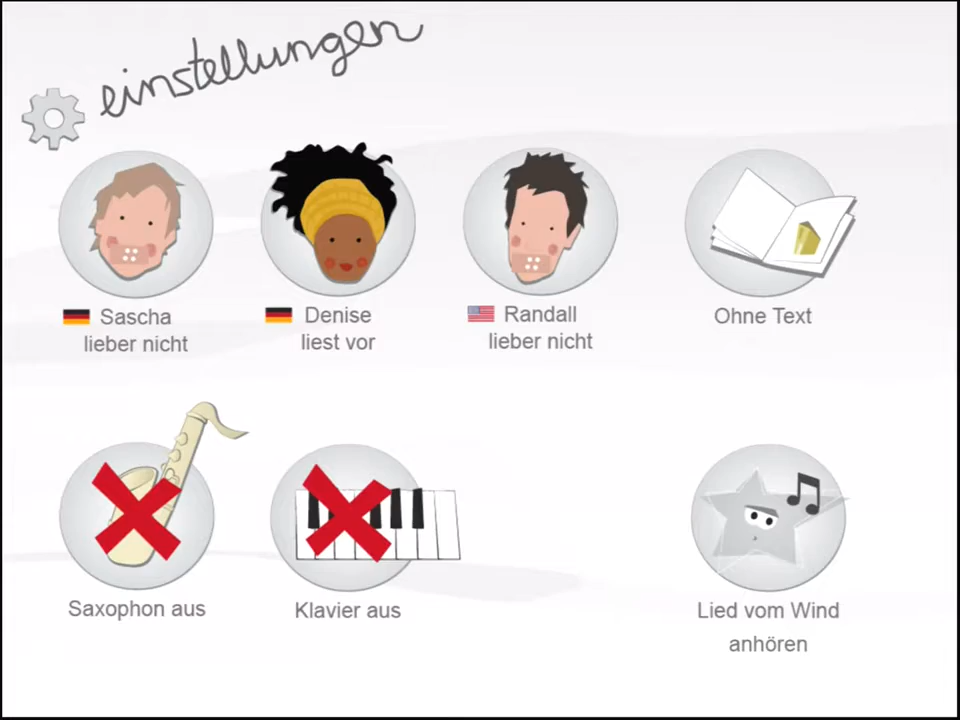 einstellungen
Sascha
lieber nicht
Denise
liest vor
Randall
lieber nicht
Ohne Text
Saxophon aus
Klavier aus
Lied vom Wind
anhören